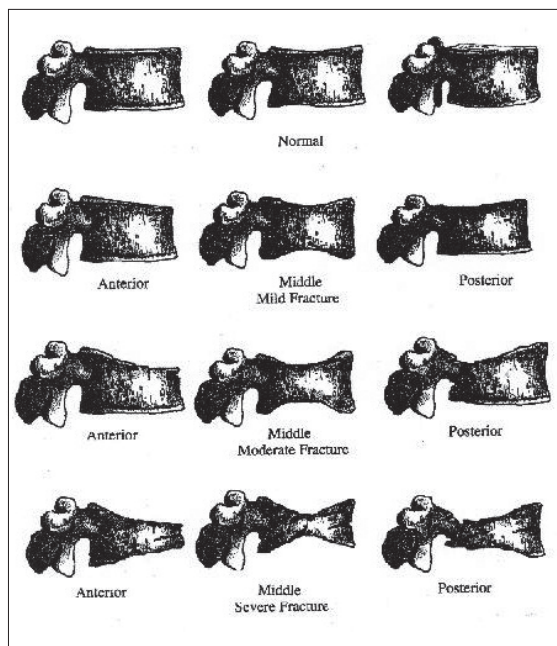 Normal
Anterior Middle Posterior
Mild Fracture
Anterior Middle Posterior
Moderate Fracture
Anterior Middle Posterior
Severe Fracture